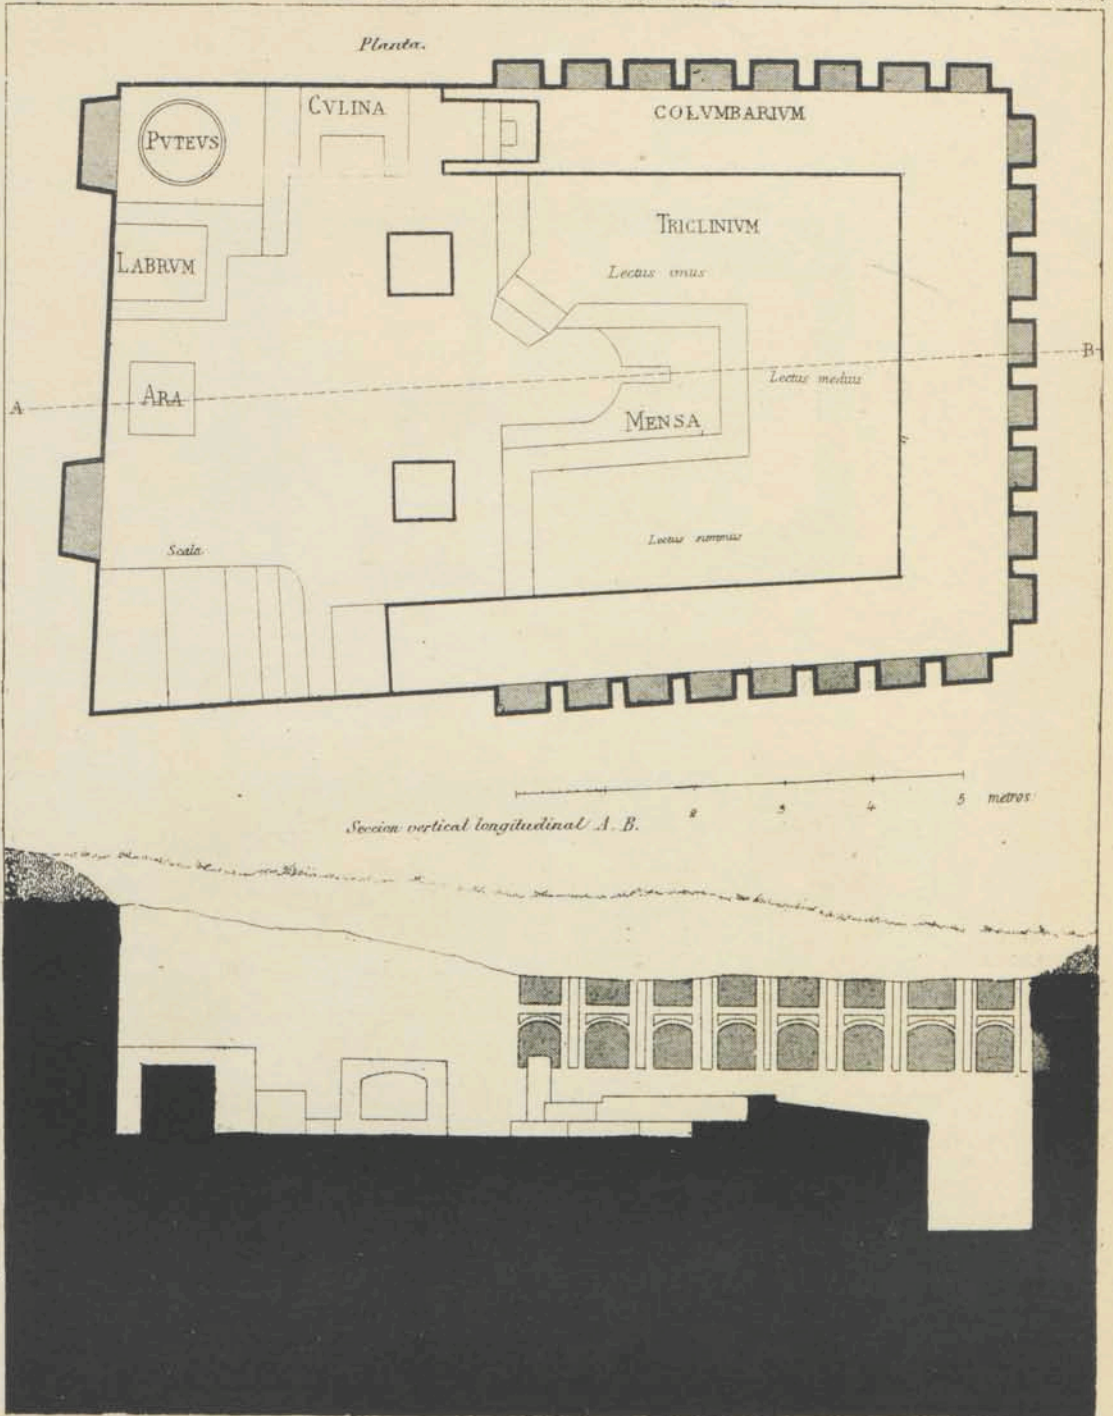 Planta.
CVLINA
COLVMBARIVM
PVTEVS
TRICLINIVM
LABRVM
Lectus imus
B
Lectus medius
ARA
A
MENSA
Lectus summus
Scala
2 3 4 5 metros
Seccion vertical longitudinal A. B.